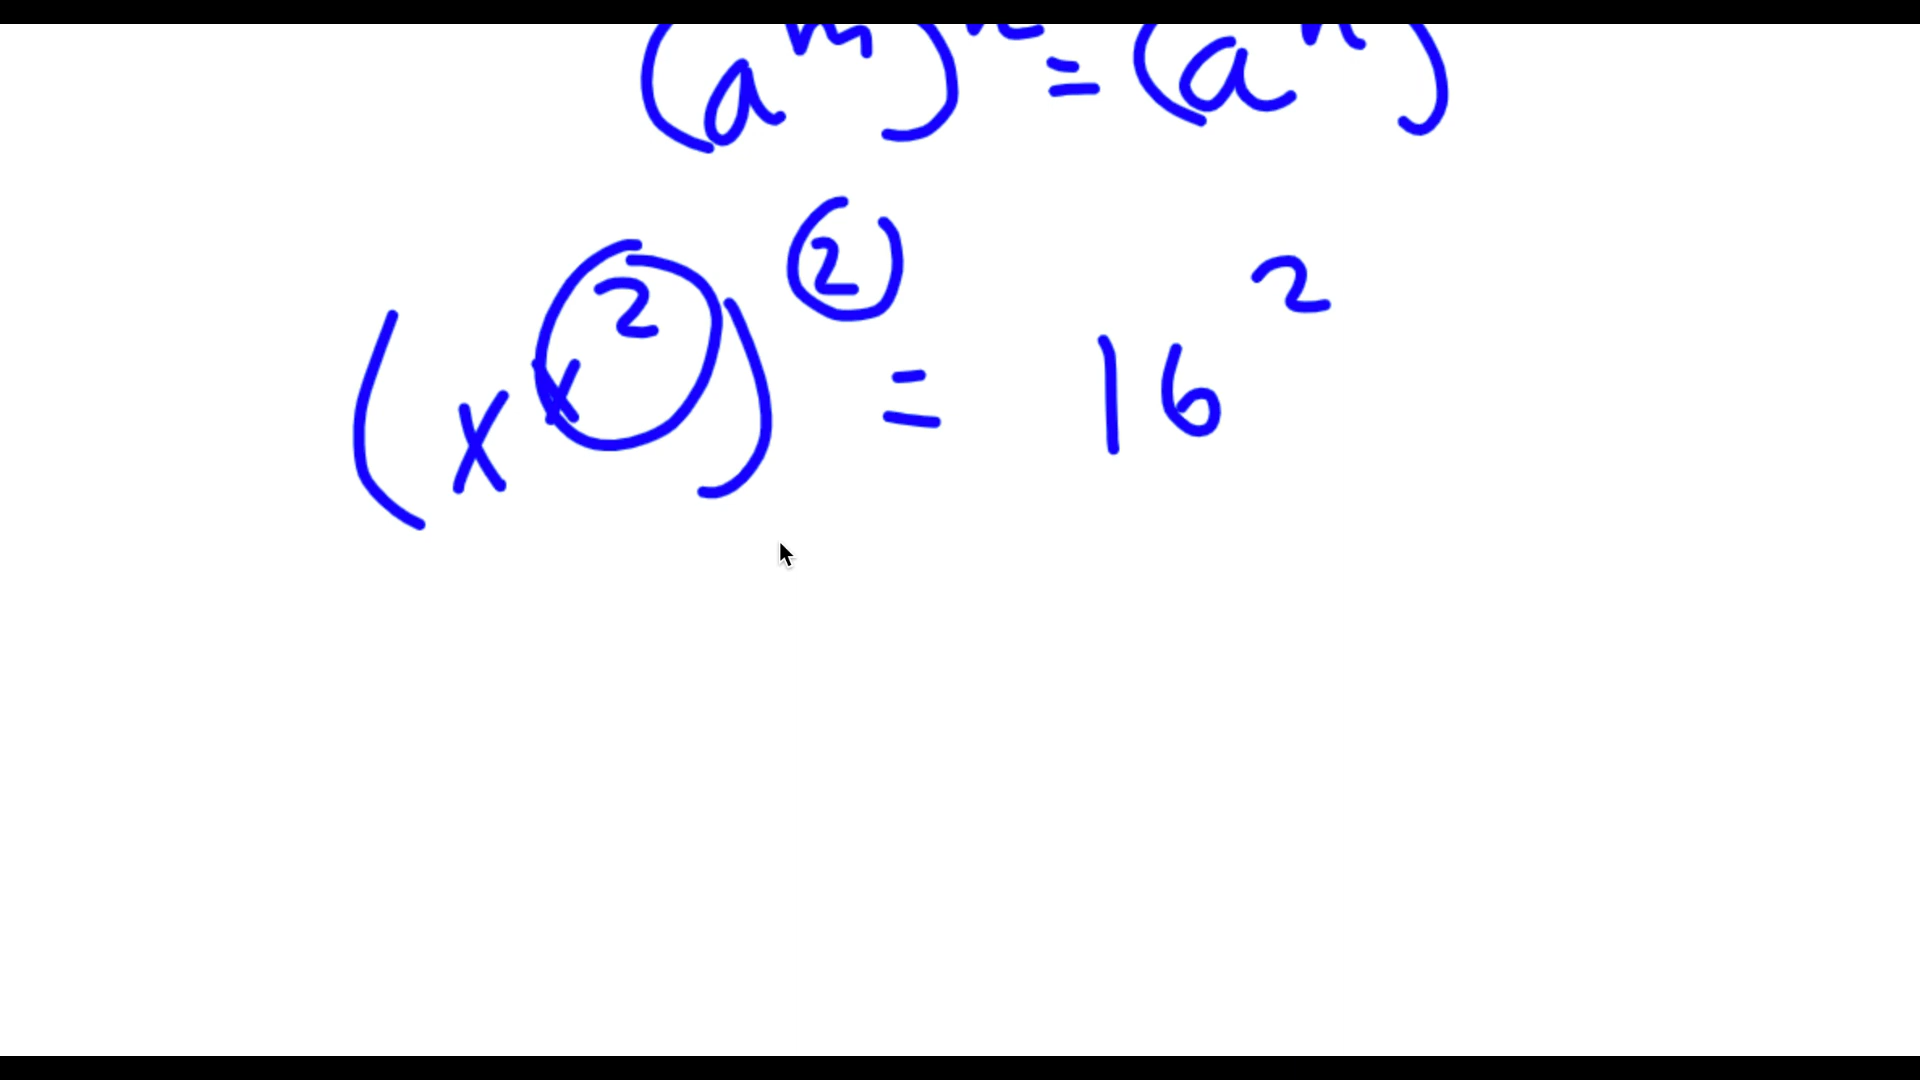 (a^m)^n = (a^n)
(x^{x^2})^2 = 16^2